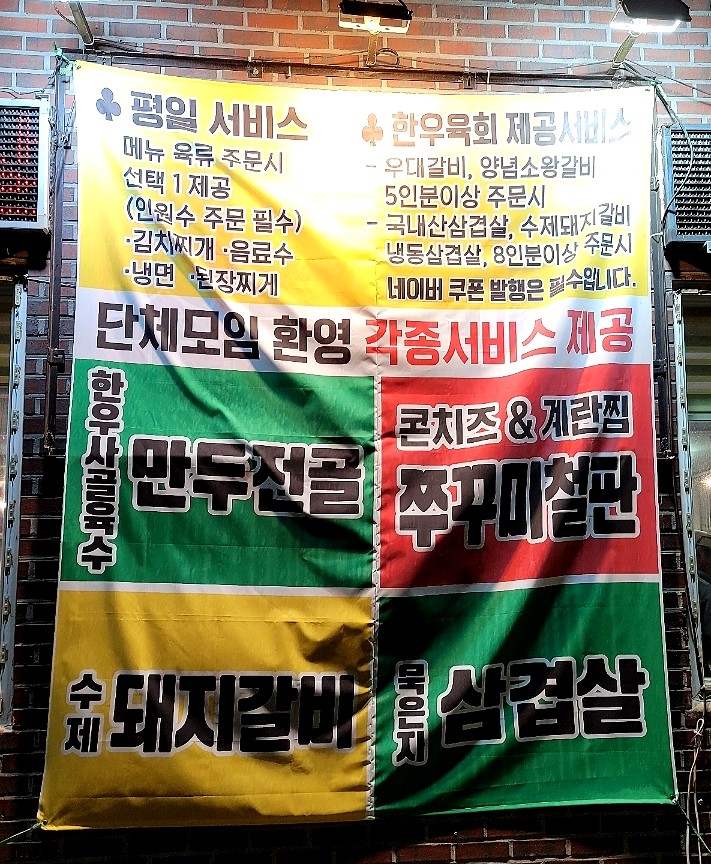 ♣ 평일 서비스
메뉴 육류 주문시
선택 1 제공
(인원수 주문 필수)
·김치찌개 ·음료수
·냉면 ·된장찌게
♣ 한우육회 제공서비스
- 우대갈비, 양념소왕갈비
5인분이상 주문시
- 국내산삼겹살, 수제돼지갈비
냉동삼겹살, 8인분이상 주문시
네이버 쿠폰 발행은 필수입니다.
단체모임 환영 각종서비스 제공
한우사골육수
만두전골
콘치즈 & 계란찜
쭈꾸미철판
수제
돼지갈비
묵은지
삼겹살